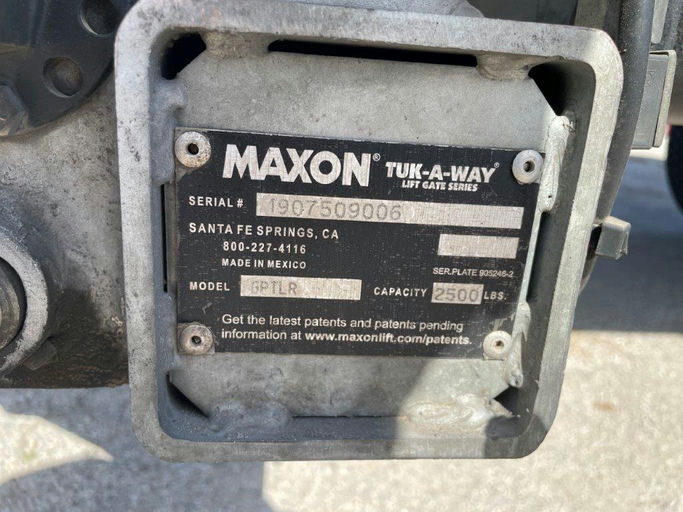 MAXON® TUK-A-WAY®
LIFT GATE SERIES
SERIAL # 1907509006
SANTA FE SPRINGS, CA
800-227-4116
MADE IN MEXICO
SER.PLATE 905246-2
MODEL GPTLR CAPACITY 2500 LBS.
Get the latest patents and patents pending
information at www.maxonlift.com/patents.